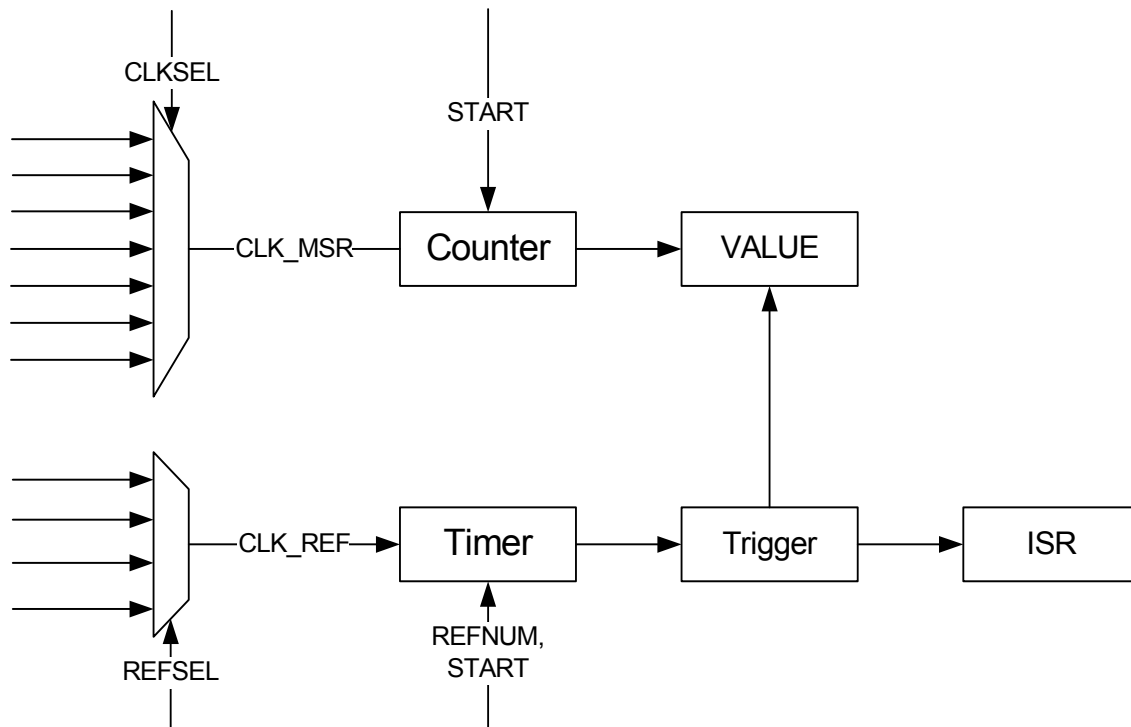 CLKSEL
START
CLK_MSR
Counter
VALUE
CLK_REF
Timer
Trigger
ISR
REFNUM,
START
REFSEL